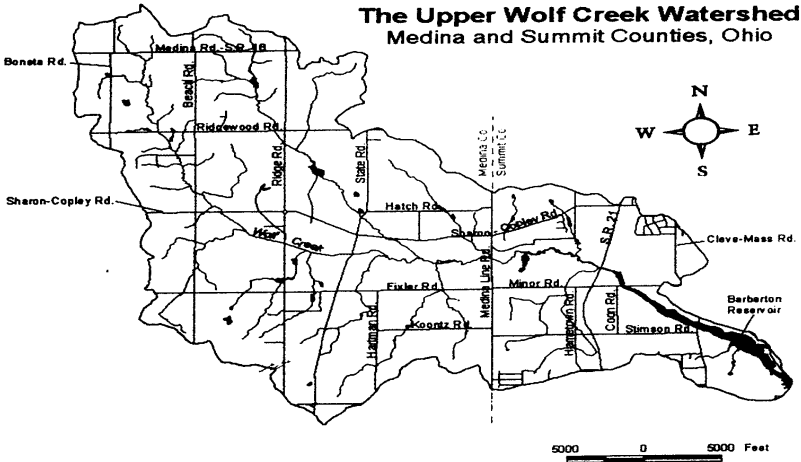 The Upper Wolf Creek Watershed
Medina and Summit Counties, Ohio
Medina Rd.-S.R. 18
Boneta Rd.
Beach Rd.
Ridgewood Rd.
Ridge Rd.
State Rd.
Medina Co.
Summit Co.
N
W
E
S
Sharon-Copley Rd.
Hatch Rd.
Sharon-Copley Rd.
S.R. 21
Wolf Creek
Cleve-Mass Rd.
Medina Line Rd.
Fixler Rd.
Minor Rd.
Hametown Rd.
Coon Rd.
Barberton
Reservoir
Hartman Rd.
Koontz Rd.
Stimson Rd.
5000 0 5000 Feet